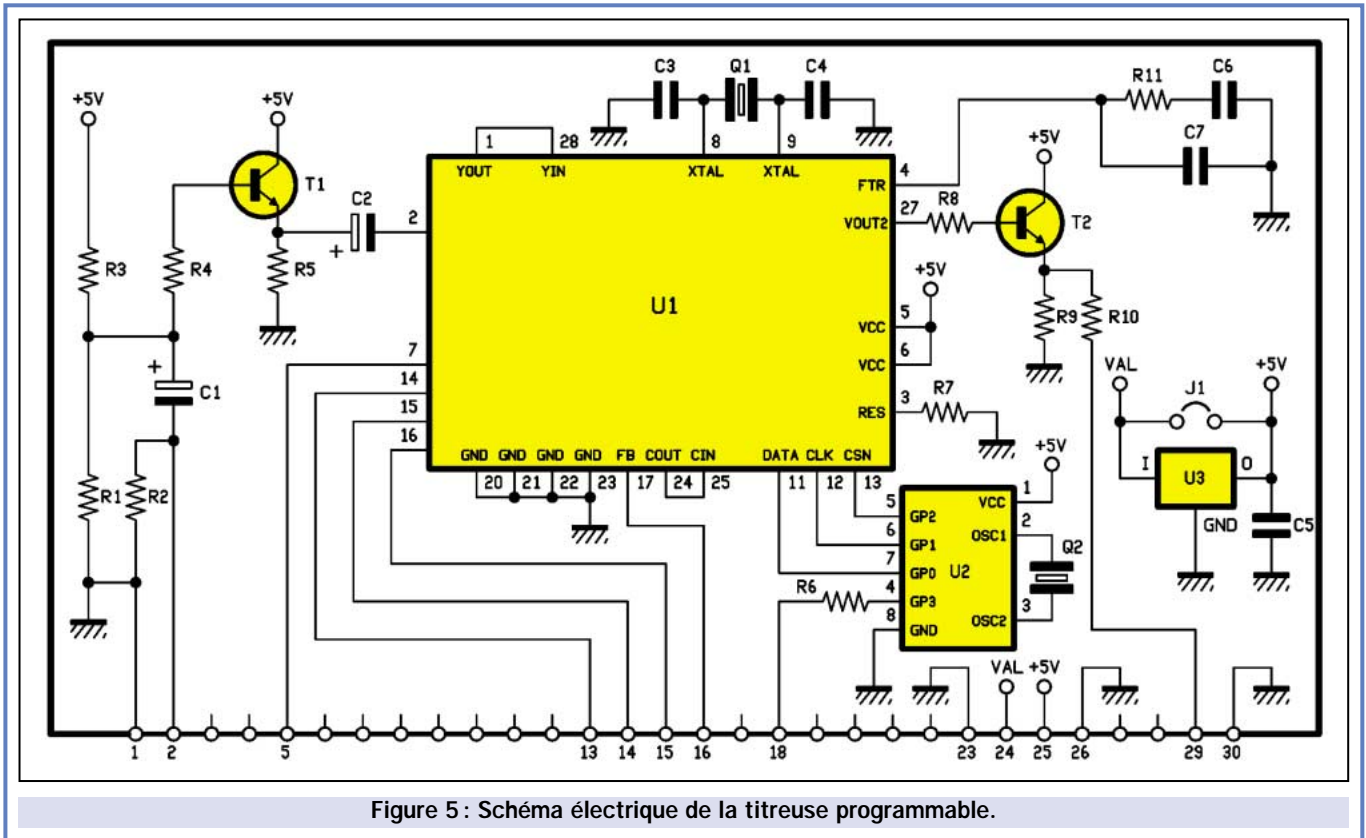 C3 Q1 C4
R11 C6
+5V +5V
C7
+5V
1 28 8 9
YOUT YIN XTAL XTAL
4
FTR
T1
C2
2
27
R8
VOUT2
T2
+
R3 R4 R5
+5V
U1
5
VCC
R9 R10
6
VCC
7
14
15
16
+
C1
VAL +5V
J1
3
RES
R7
GND GND GND GND FB COUT CIN DATA CLK CSN
20 21 22 23 17 24 25 11 12 13
+5V
I U3 O
GND
C5
R1 R2
5 GP2 VCC 1
6 GP1 OSC1 2
7 GP0 U2 Q2
R6 4 GP3 OSC2 3
8 GND
VAL +5V
1 2 5 13 14 15 16 18 23 24 25 26 29 30
Figure 5 : Schéma électrique de la titreuse programmable.